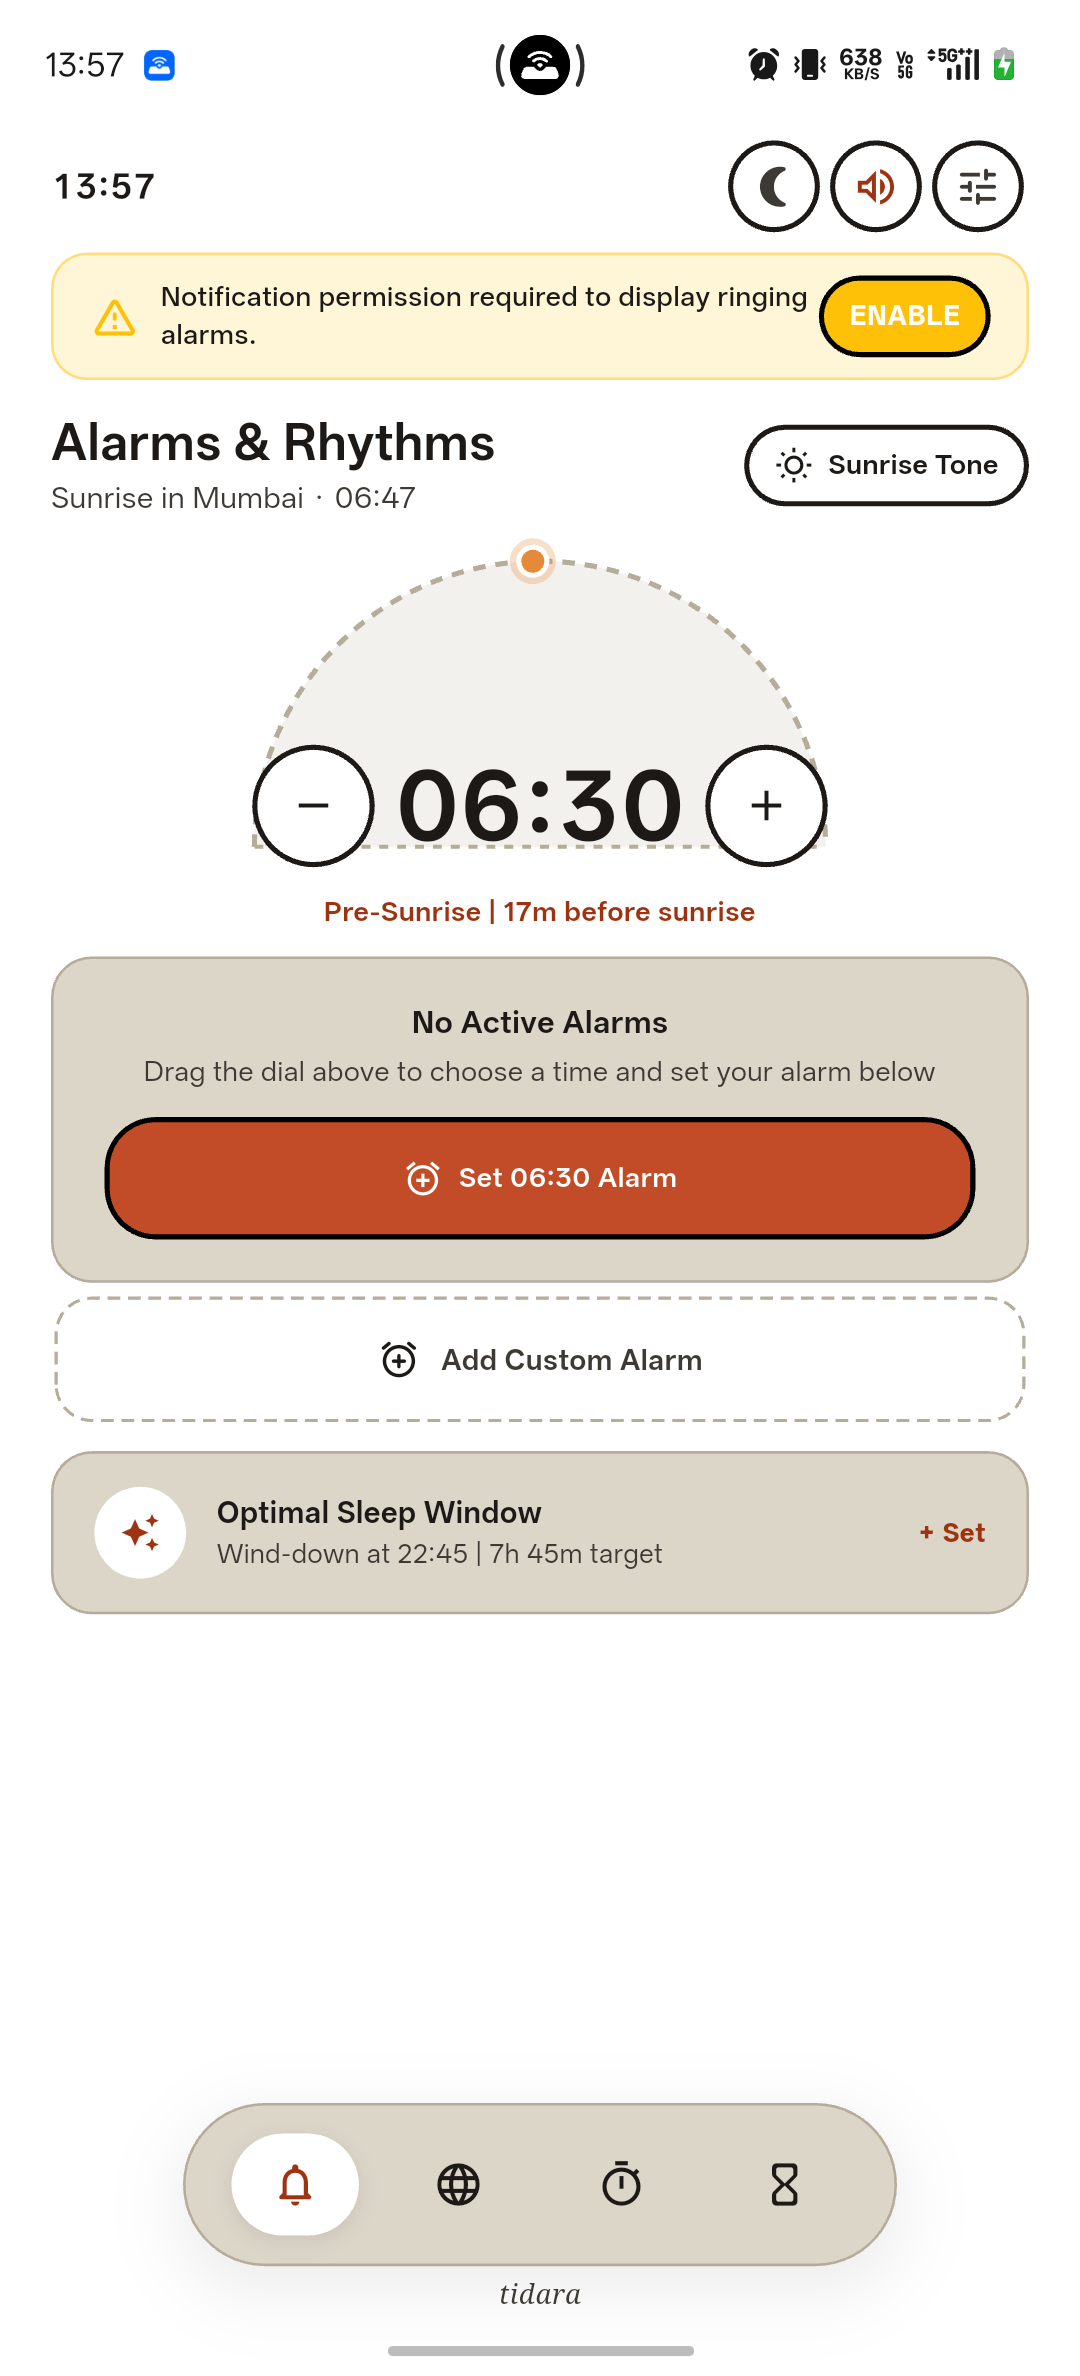 13:57
638
KB/S
Vo
5G
5G++
13:57
Notification permission required to display ringing
alarms.
ENABLE
Alarms & Rhythms
Sunrise in Mumbai · 06:47
Sunrise Tone
06:30
Pre-Sunrise | 17m before sunrise
No Active Alarms
Drag the dial above to choose a time and set your alarm below
Set 06:30 Alarm
Add Custom Alarm
Optimal Sleep Window
Wind-down at 22:45 | 7h 45m target
+ Set
tidara